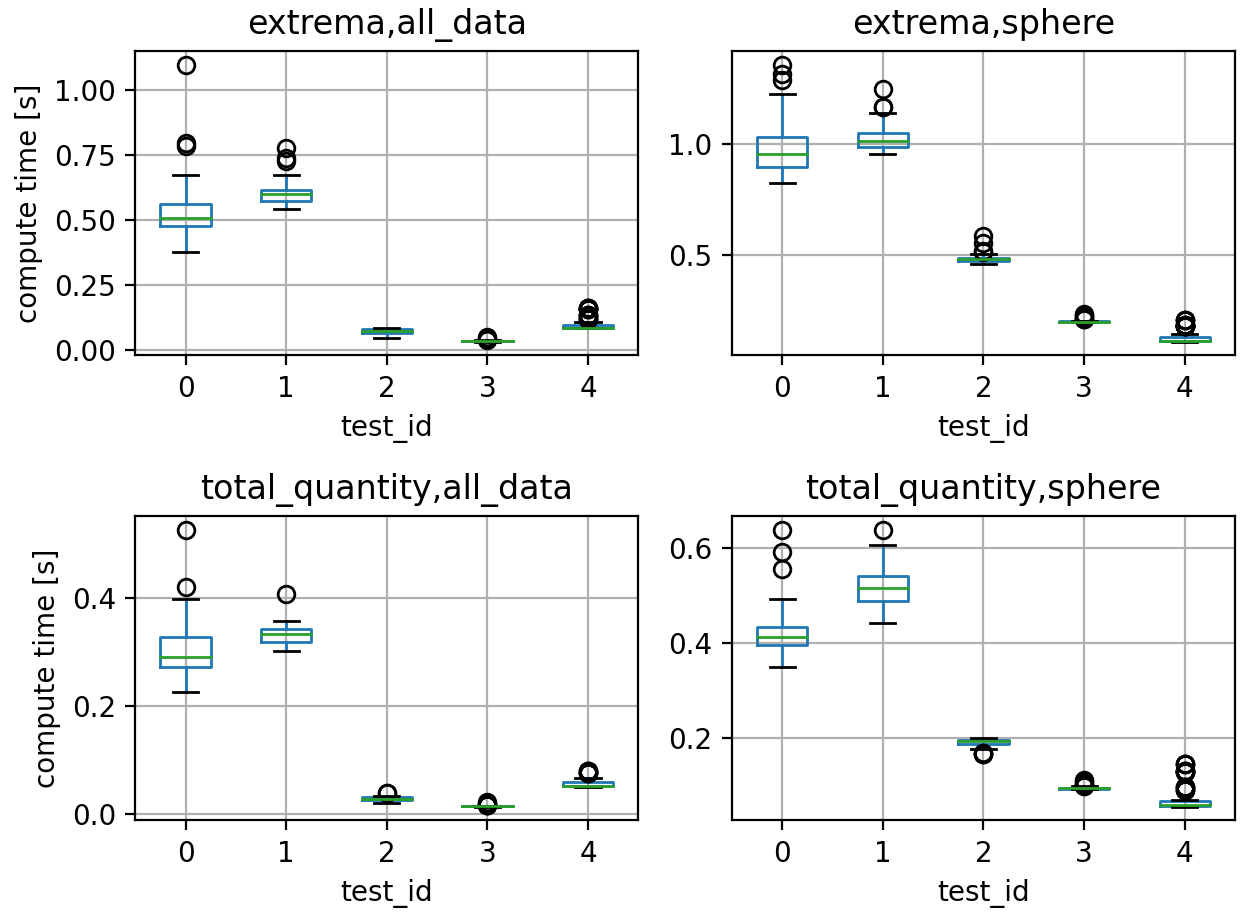 extrema,all_data
compute time [s]
1.00
0.75
0.50
0.25
0.00
0 1 2 3 4
test_id
extrema,sphere
1.0
0.5
0 1 2 3 4
test_id
total_quantity,all_data
compute time [s]
0.4
0.2
0.0
0 1 2 3 4
test_id
total_quantity,sphere
0.6
0.4
0.2
0 1 2 3 4
test_id